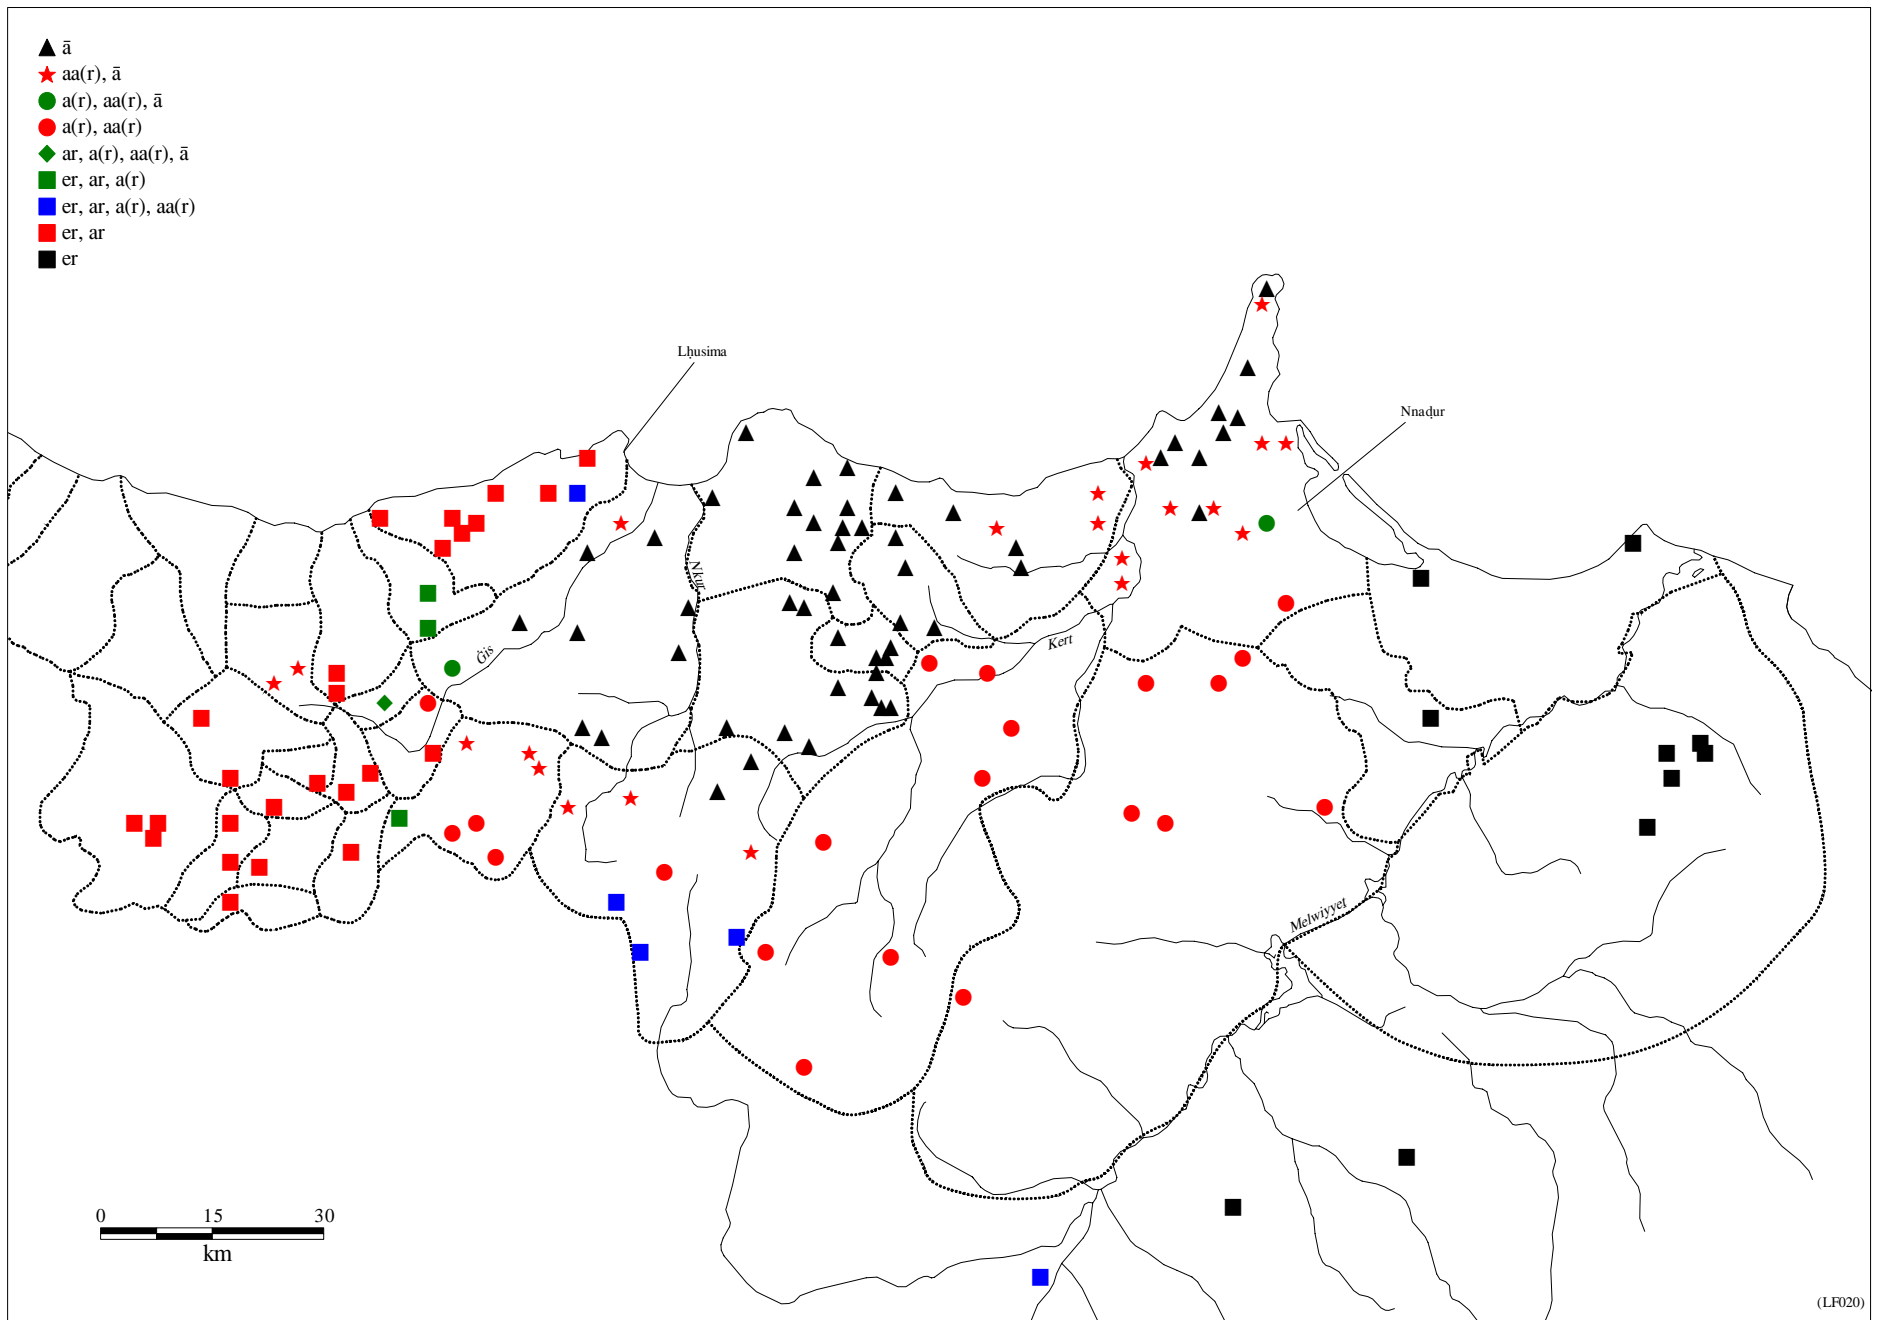 ā
aa(r), ā
a(r), aa(r), ā
a(r), aa(r)
ar, a(r), aa(r), ā
er, ar, a(r)
er, ar, a(r), aa(r)
er, ar
er
Lḥusima
Nnaḍur
Nkur
Kert
Ġis
Melwiyyet
0 15 30
km
(LF020)